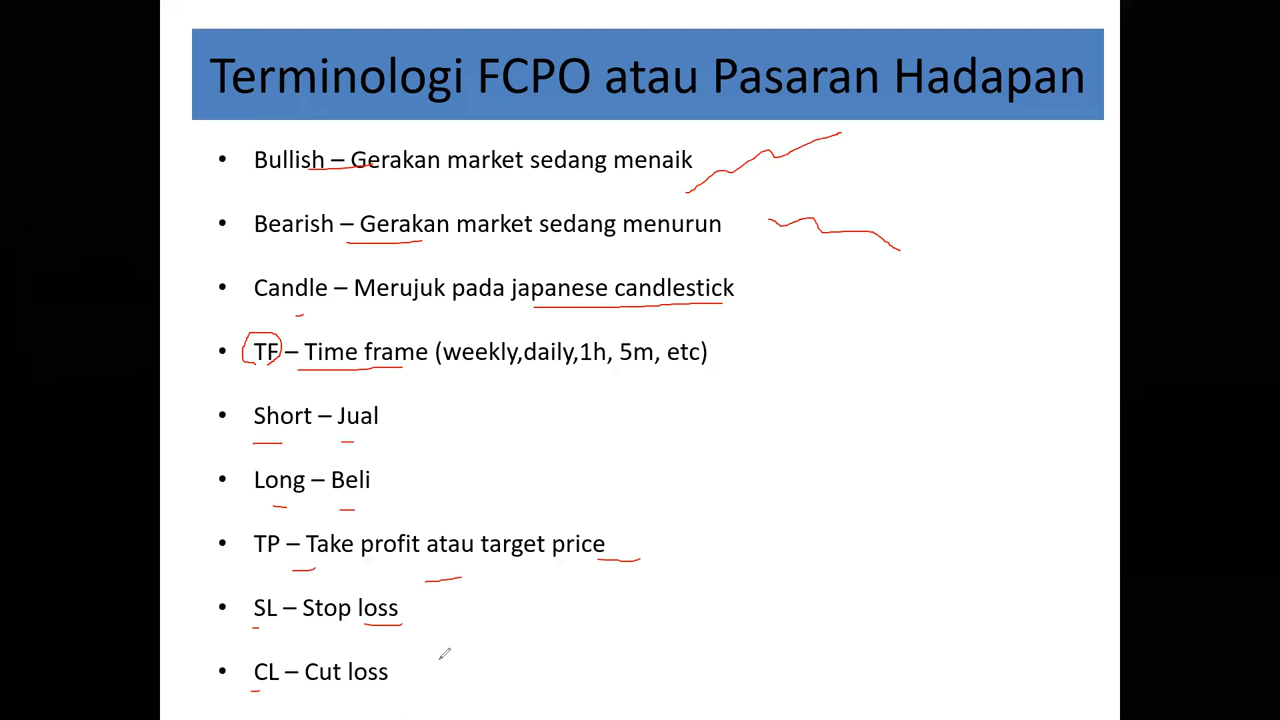 Terminologi FCPO atau Pasaran Hadapan
• Bullish – Gerakan market sedang menaik
• Bearish – Gerakan market sedang menurun
• Candle – Merujuk pada japanese candlestick
• TF – Time frame (weekly,daily,1h, 5m, etc)
• Short – Jual
• Long – Beli
• TP – Take profit atau target price
• SL – Stop loss
• CL – Cut loss